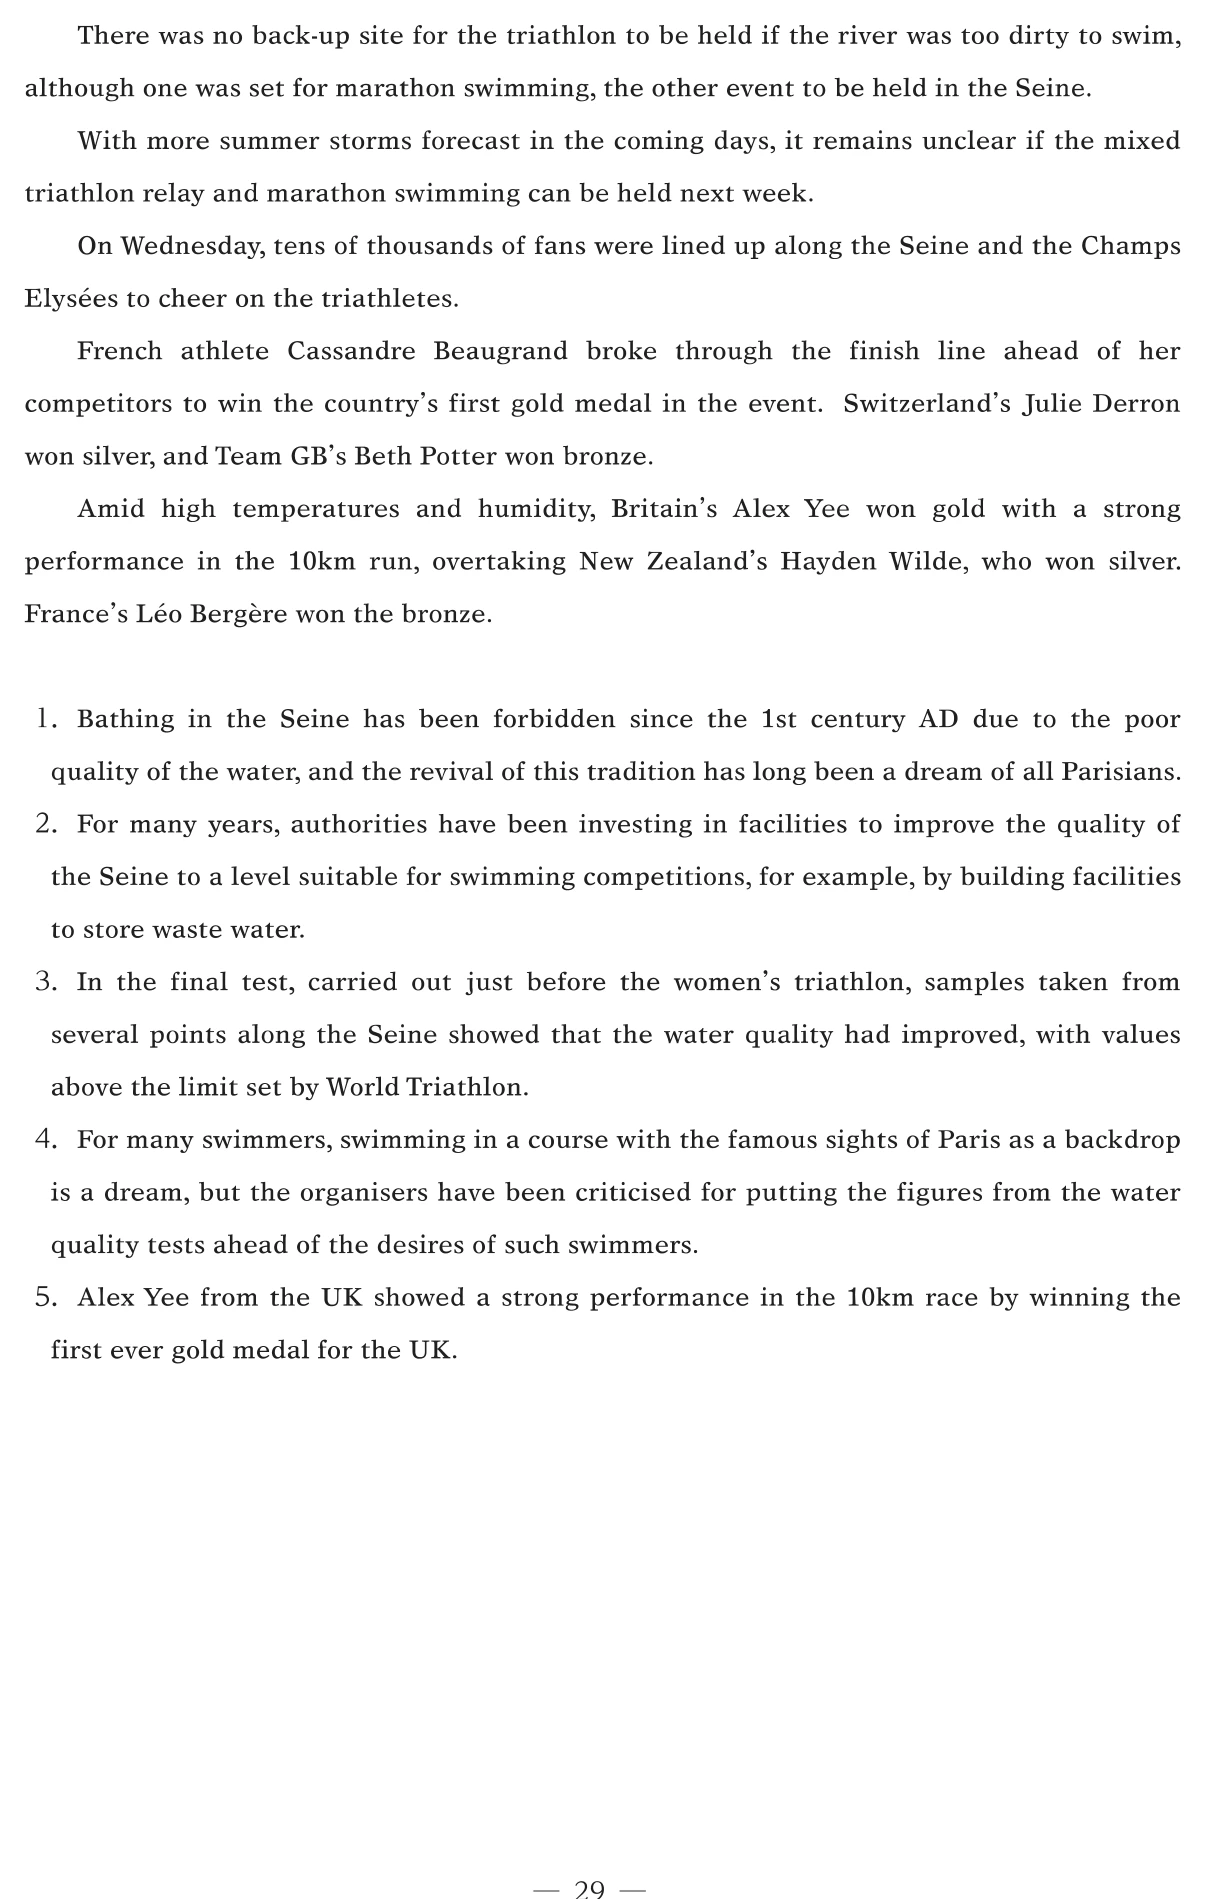 There was no back-up site for the triathlon to be held if the river was too dirty to swim,
although one was set for marathon swimming, the other event to be held in the Seine.
With more summer storms forecast in the coming days, it remains unclear if the mixed
triathlon relay and marathon swimming can be held next week.
On Wednesday, tens of thousands of fans were lined up along the Seine and the Champs
Elysées to cheer on the triathletes.
French athlete Cassandre Beaugrand broke through the finish line ahead of her
competitors to win the country’s first gold medal in the event. Switzerland’s Julie Derron
won silver, and Team GB’s Beth Potter won bronze.
Amid high temperatures and humidity, Britain’s Alex Yee won gold with a strong
performance in the 10km run, overtaking New Zealand’s Hayden Wilde, who won silver.
France’s Léo Bergère won the bronze.
1. Bathing in the Seine has been forbidden since the 1st century AD due to the poor
quality of the water, and the revival of this tradition has long been a dream of all Parisians.
2. For many years, authorities have been investing in facilities to improve the quality of
the Seine to a level suitable for swimming competitions, for example, by building facilities
to store waste water.
3. In the final test, carried out just before the women’s triathlon, samples taken from
several points along the Seine showed that the water quality had improved, with values
above the limit set by World Triathlon.
4. For many swimmers, swimming in a course with the famous sights of Paris as a backdrop
is a dream, but the organisers have been criticised for putting the figures from the water
quality tests ahead of the desires of such swimmers.
5. Alex Yee from the UK showed a strong performance in the 10km race by winning the
first ever gold medal for the UK.
— 29 —